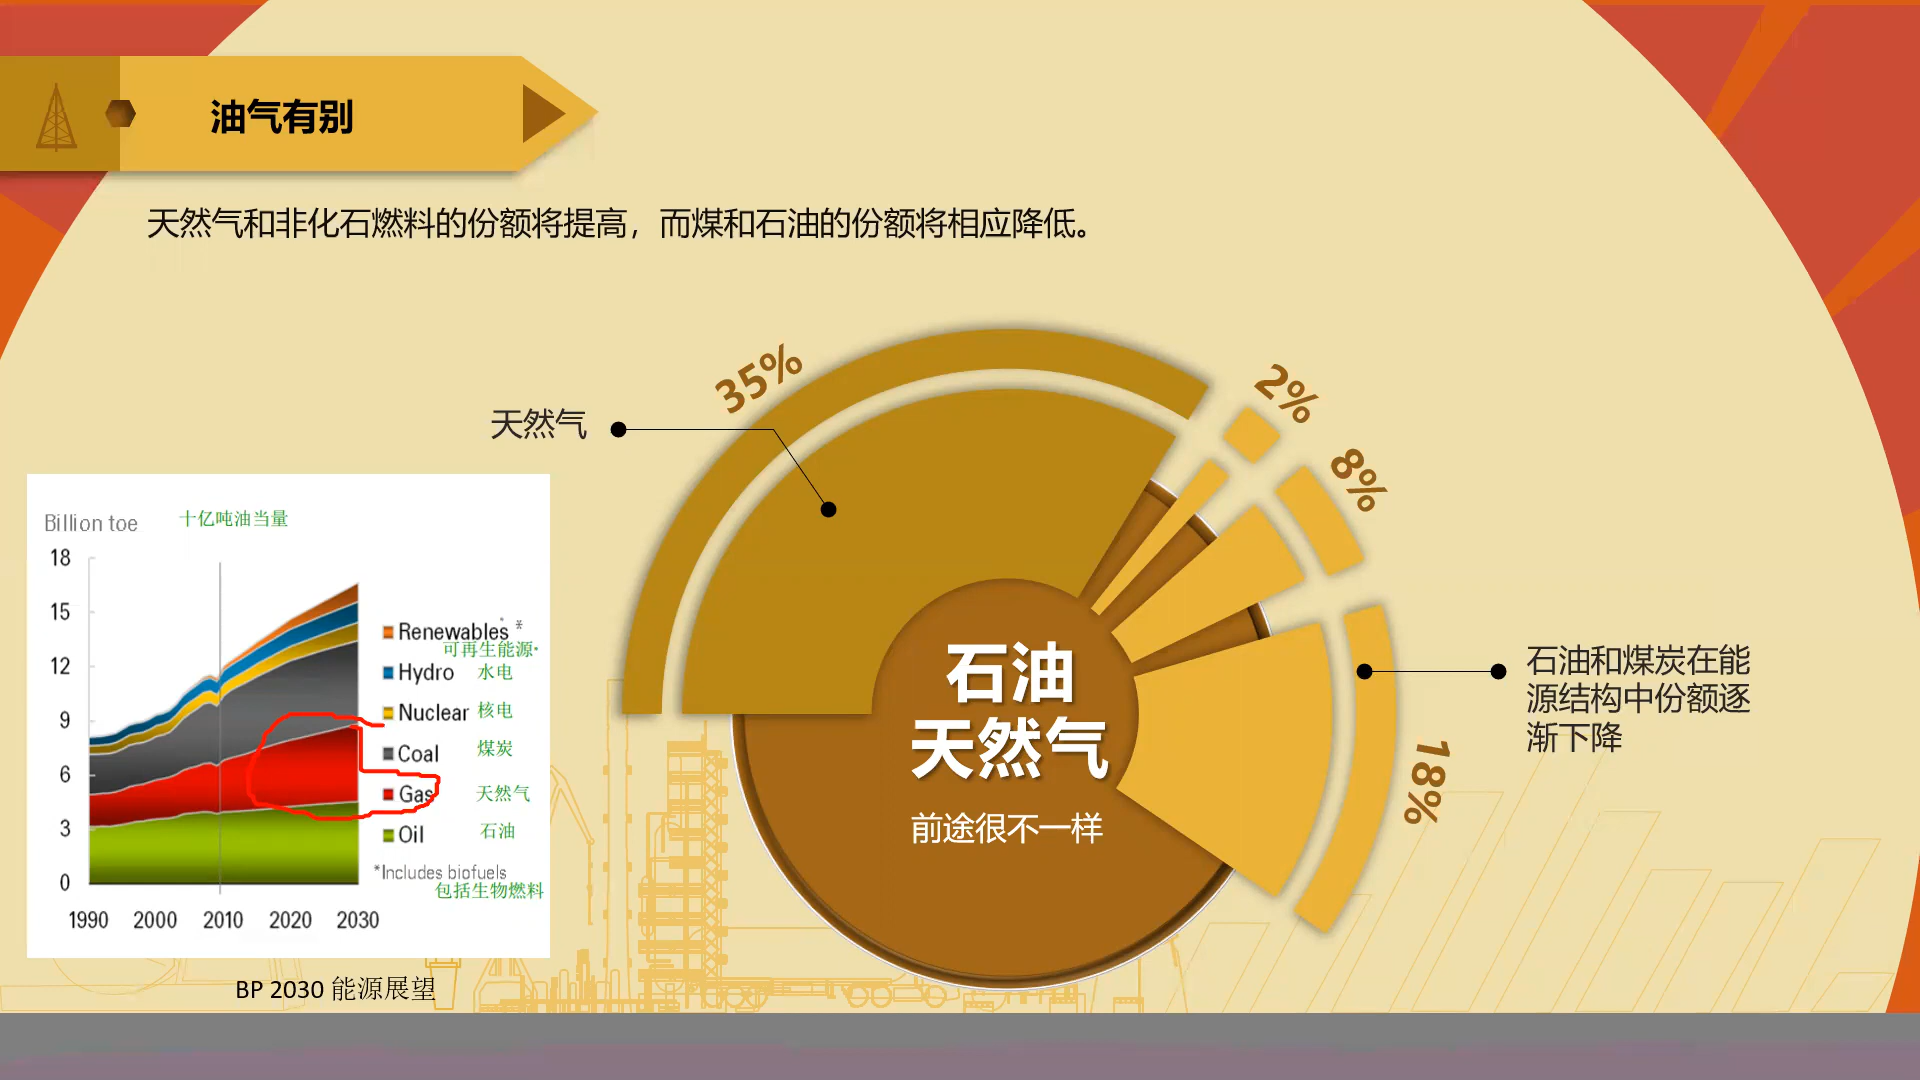 油气有别
天然气和非化石燃料的份额将提高，而煤和石油的份额将相应降低。
35%
2%
8%
18%
天然气
石油
天然气
前途很不一样
石油和煤炭在能
源结构中份额逐
渐下降
Billion toe 十亿吨油当量
18
15
12
9
6
3
0
1990 2000 2010 2020 2030
Renewables *
可再生能源*
Hydro 水电
Nuclear 核电
Coal 煤炭
Gas 天然气
Oil 石油
*Includes biofuels
包括生物燃料
BP 2030 能源展望